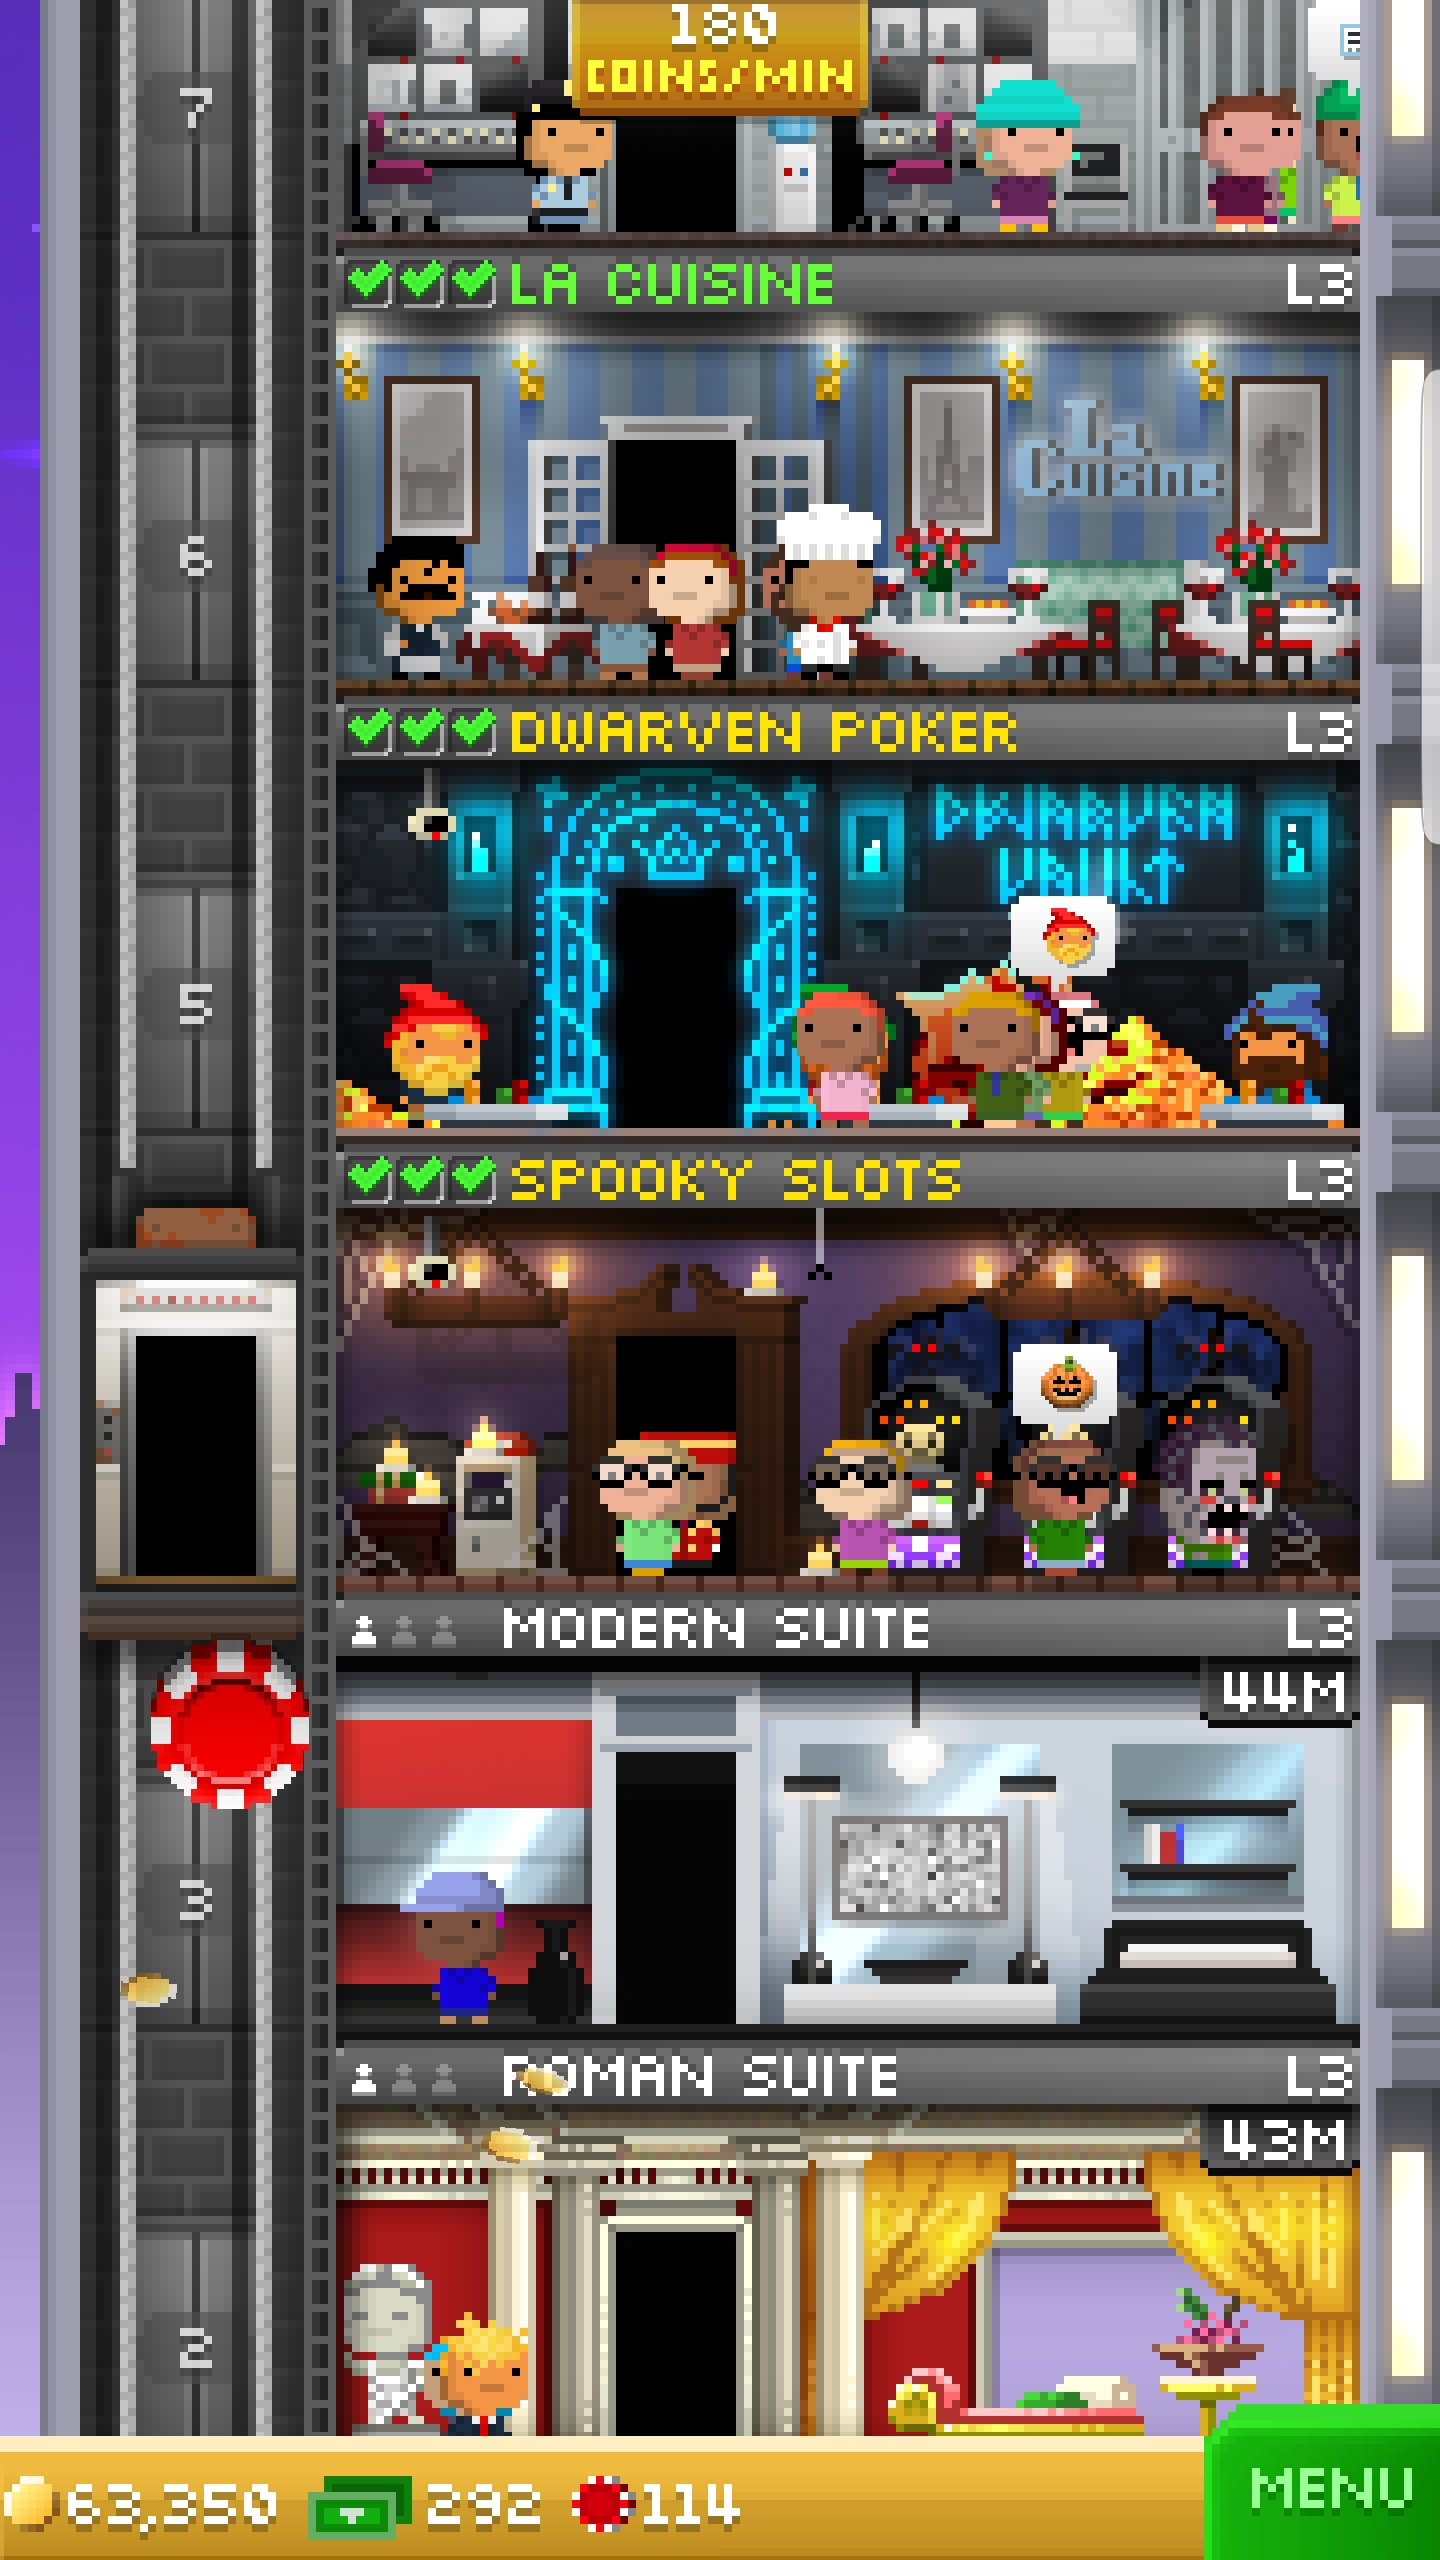 180
COINS/MIN
7
LA CUISINE L3
La
Cuisine
6
DWARVEN POKER L3
DWARVEN
VAULT
5
SPOOKY SLOTS L3
MODERN SUITE L3
44M
3
ROMAN SUITE L3
43M
2
63,350 292 114
MENU